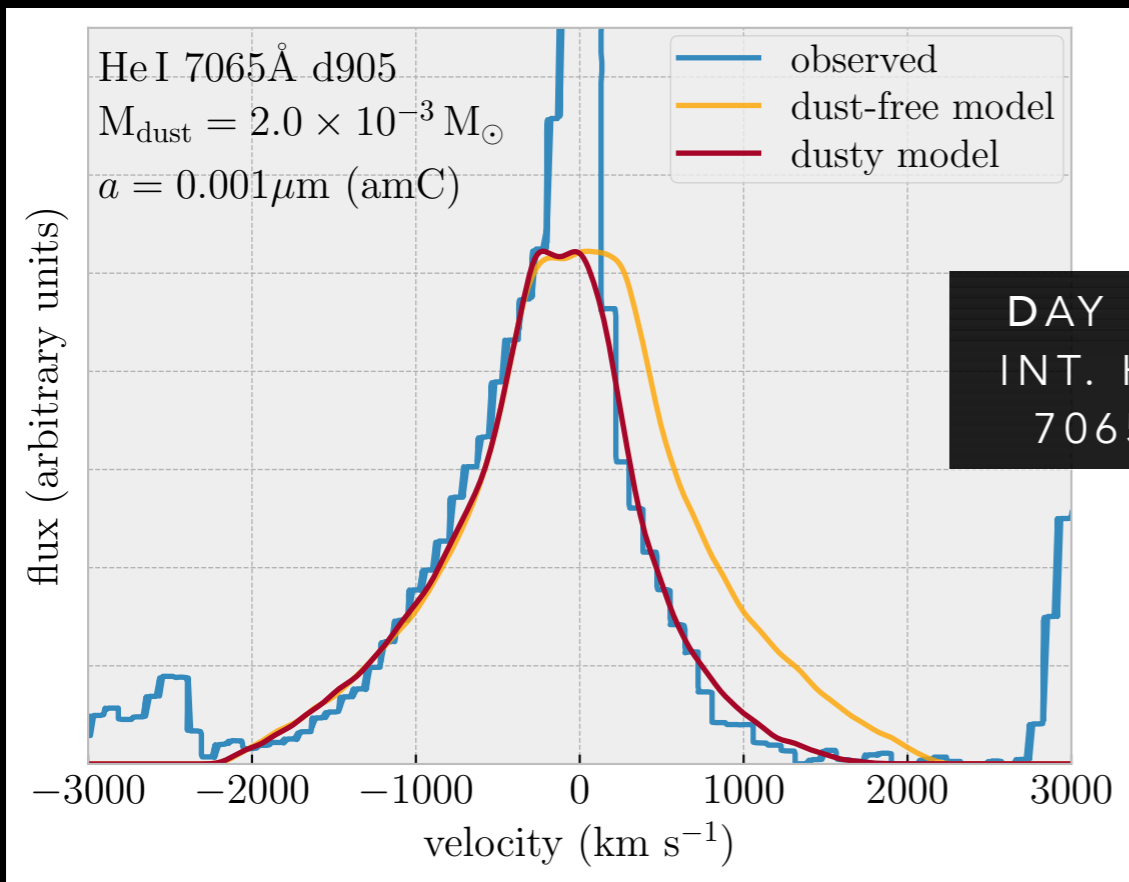 He I 7065Å d905
M_dust = 2.0 × 10⁻³ M_⊙
a = 0.001μm (amC)
observed
dust-free model
dusty model
DAY
INT. H
7065
flux (arbitrary units)
−3000 −2000 −1000 0 1000 2000 3000
velocity (km s⁻¹)